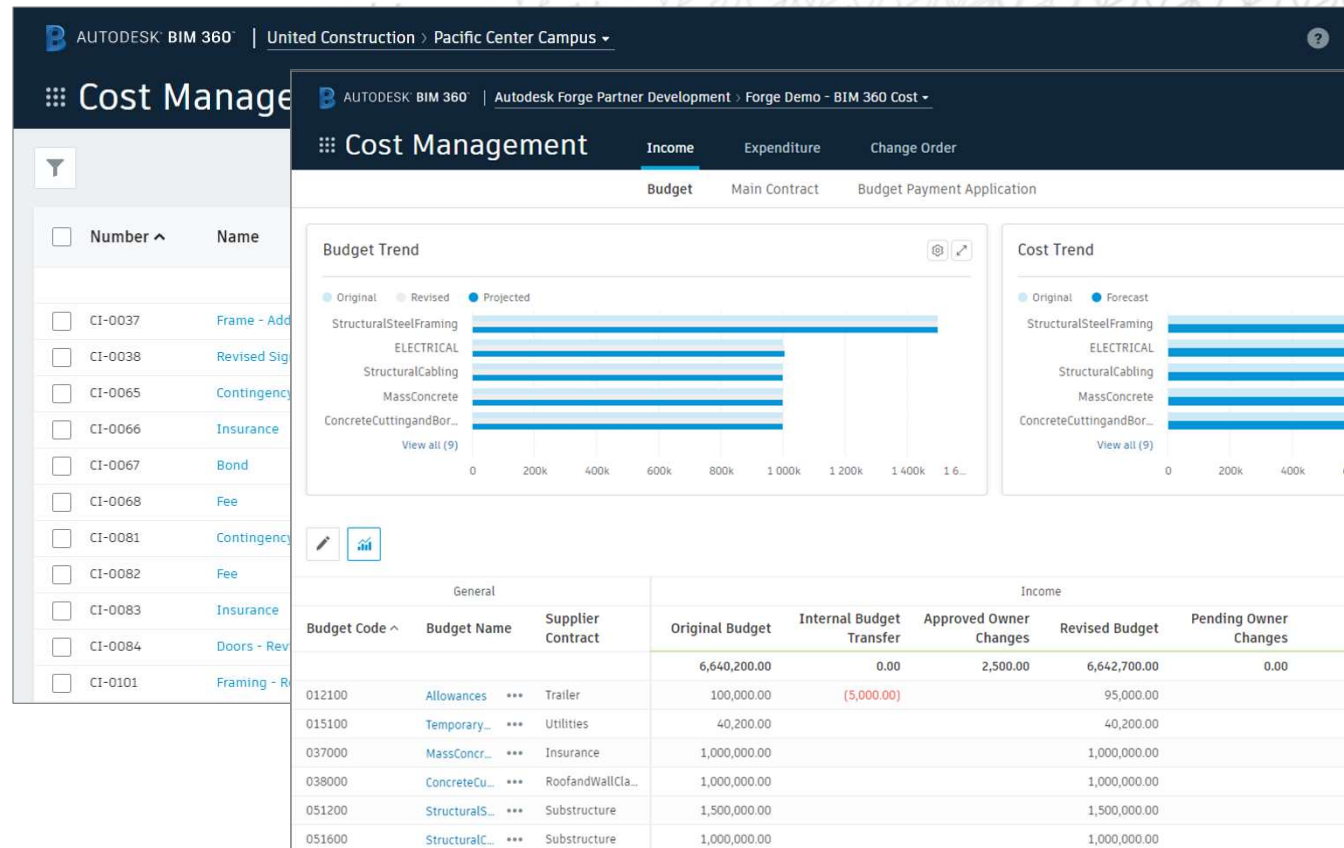 AUTODESK® BIM 360™ | United Construction > Pacific Center Campus
Cost Manage
Number Name
CI-0037 Frame - Add
CI-0038 Revised Sig
CI-0065 Contingency
CI-0066 Insurance
CI-0067 Bond
CI-0068 Fee
CI-0081 Contingency
CI-0082 Fee
CI-0083 Insurance
CI-0084 Doors - Rev
CI-0101 Framing - R
AUTODESK® BIM 360™ | Autodesk Forge Partner Development > Forge Demo - BIM 360 Cost
Cost Management Income Expenditure Change Order
Budget Main Contract Budget Payment Application
Budget Trend
Original Revised Projected
StructuralSteelFraming
ELECTRICAL
StructuralCabling
MassConcrete
ConcreteCuttingandBor...
View all (9)
0 200k 400k 600k 800k 1 000k 1 200k 1 400k 1 6...
Cost Trend
Original Forecast
StructuralSteelFraming
ELECTRICAL
StructuralCabling
MassConcrete
ConcreteCuttingandBor...
View all (9)
0 200k 400k
General Income
Budget Code Budget Name Supplier Contract Original Budget Internal Budget Transfer Approved Owner Changes Revised Budget Pending Owner Changes
6,640,200.00 0.00 2,500.00 6,642,700.00 0.00
012100 Allowances ••• Trailer 100,000.00 (5,000.00) 95,000.00
015100 Temporary... ••• Utilities 40,200.00 40,200.00
037000 MassConcr... ••• Insurance 1,000,000.00 1,000,000.00
038000 ConcreteCu... ••• RoofandWallCla... 1,000,000.00 1,000,000.00
051200 StructuralS... ••• Substructure 1,500,000.00 1,500,000.00
051600 StructuralC... ••• Substructure 1,000,000.00 1,000,000.00